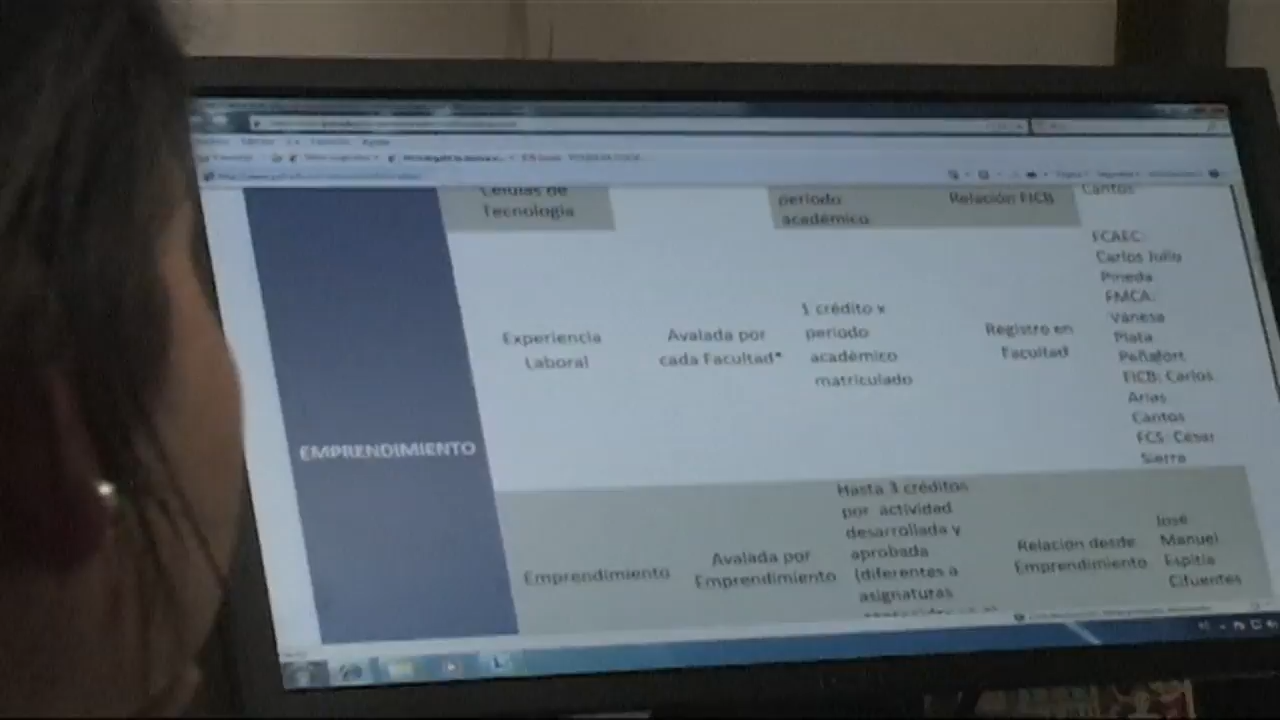 Células de
Tecnología
periodo
académico
Relación FICB
Cantos
EMPRENDIMIENTO
Experiencia
Laboral
Avalada por
cada Facultad*
1 crédito x
periodo
académico
matriculado
Registro en
Facultad
FCAEC:
Carlos Julio
Pineda
FMCA:
Vanesa
Plata
Peñafort
FICB: Carlos
Arias
Cantos
FCS: César
Sierra
Emprendimiento
Avalada por
Emprendimiento
Hasta 3 créditos
por actividad
desarrollada y
aprobada
(diferentes a
asignaturas
Relación desde
Emprendimiento
José
Manuel
Espitia
Cifuentes